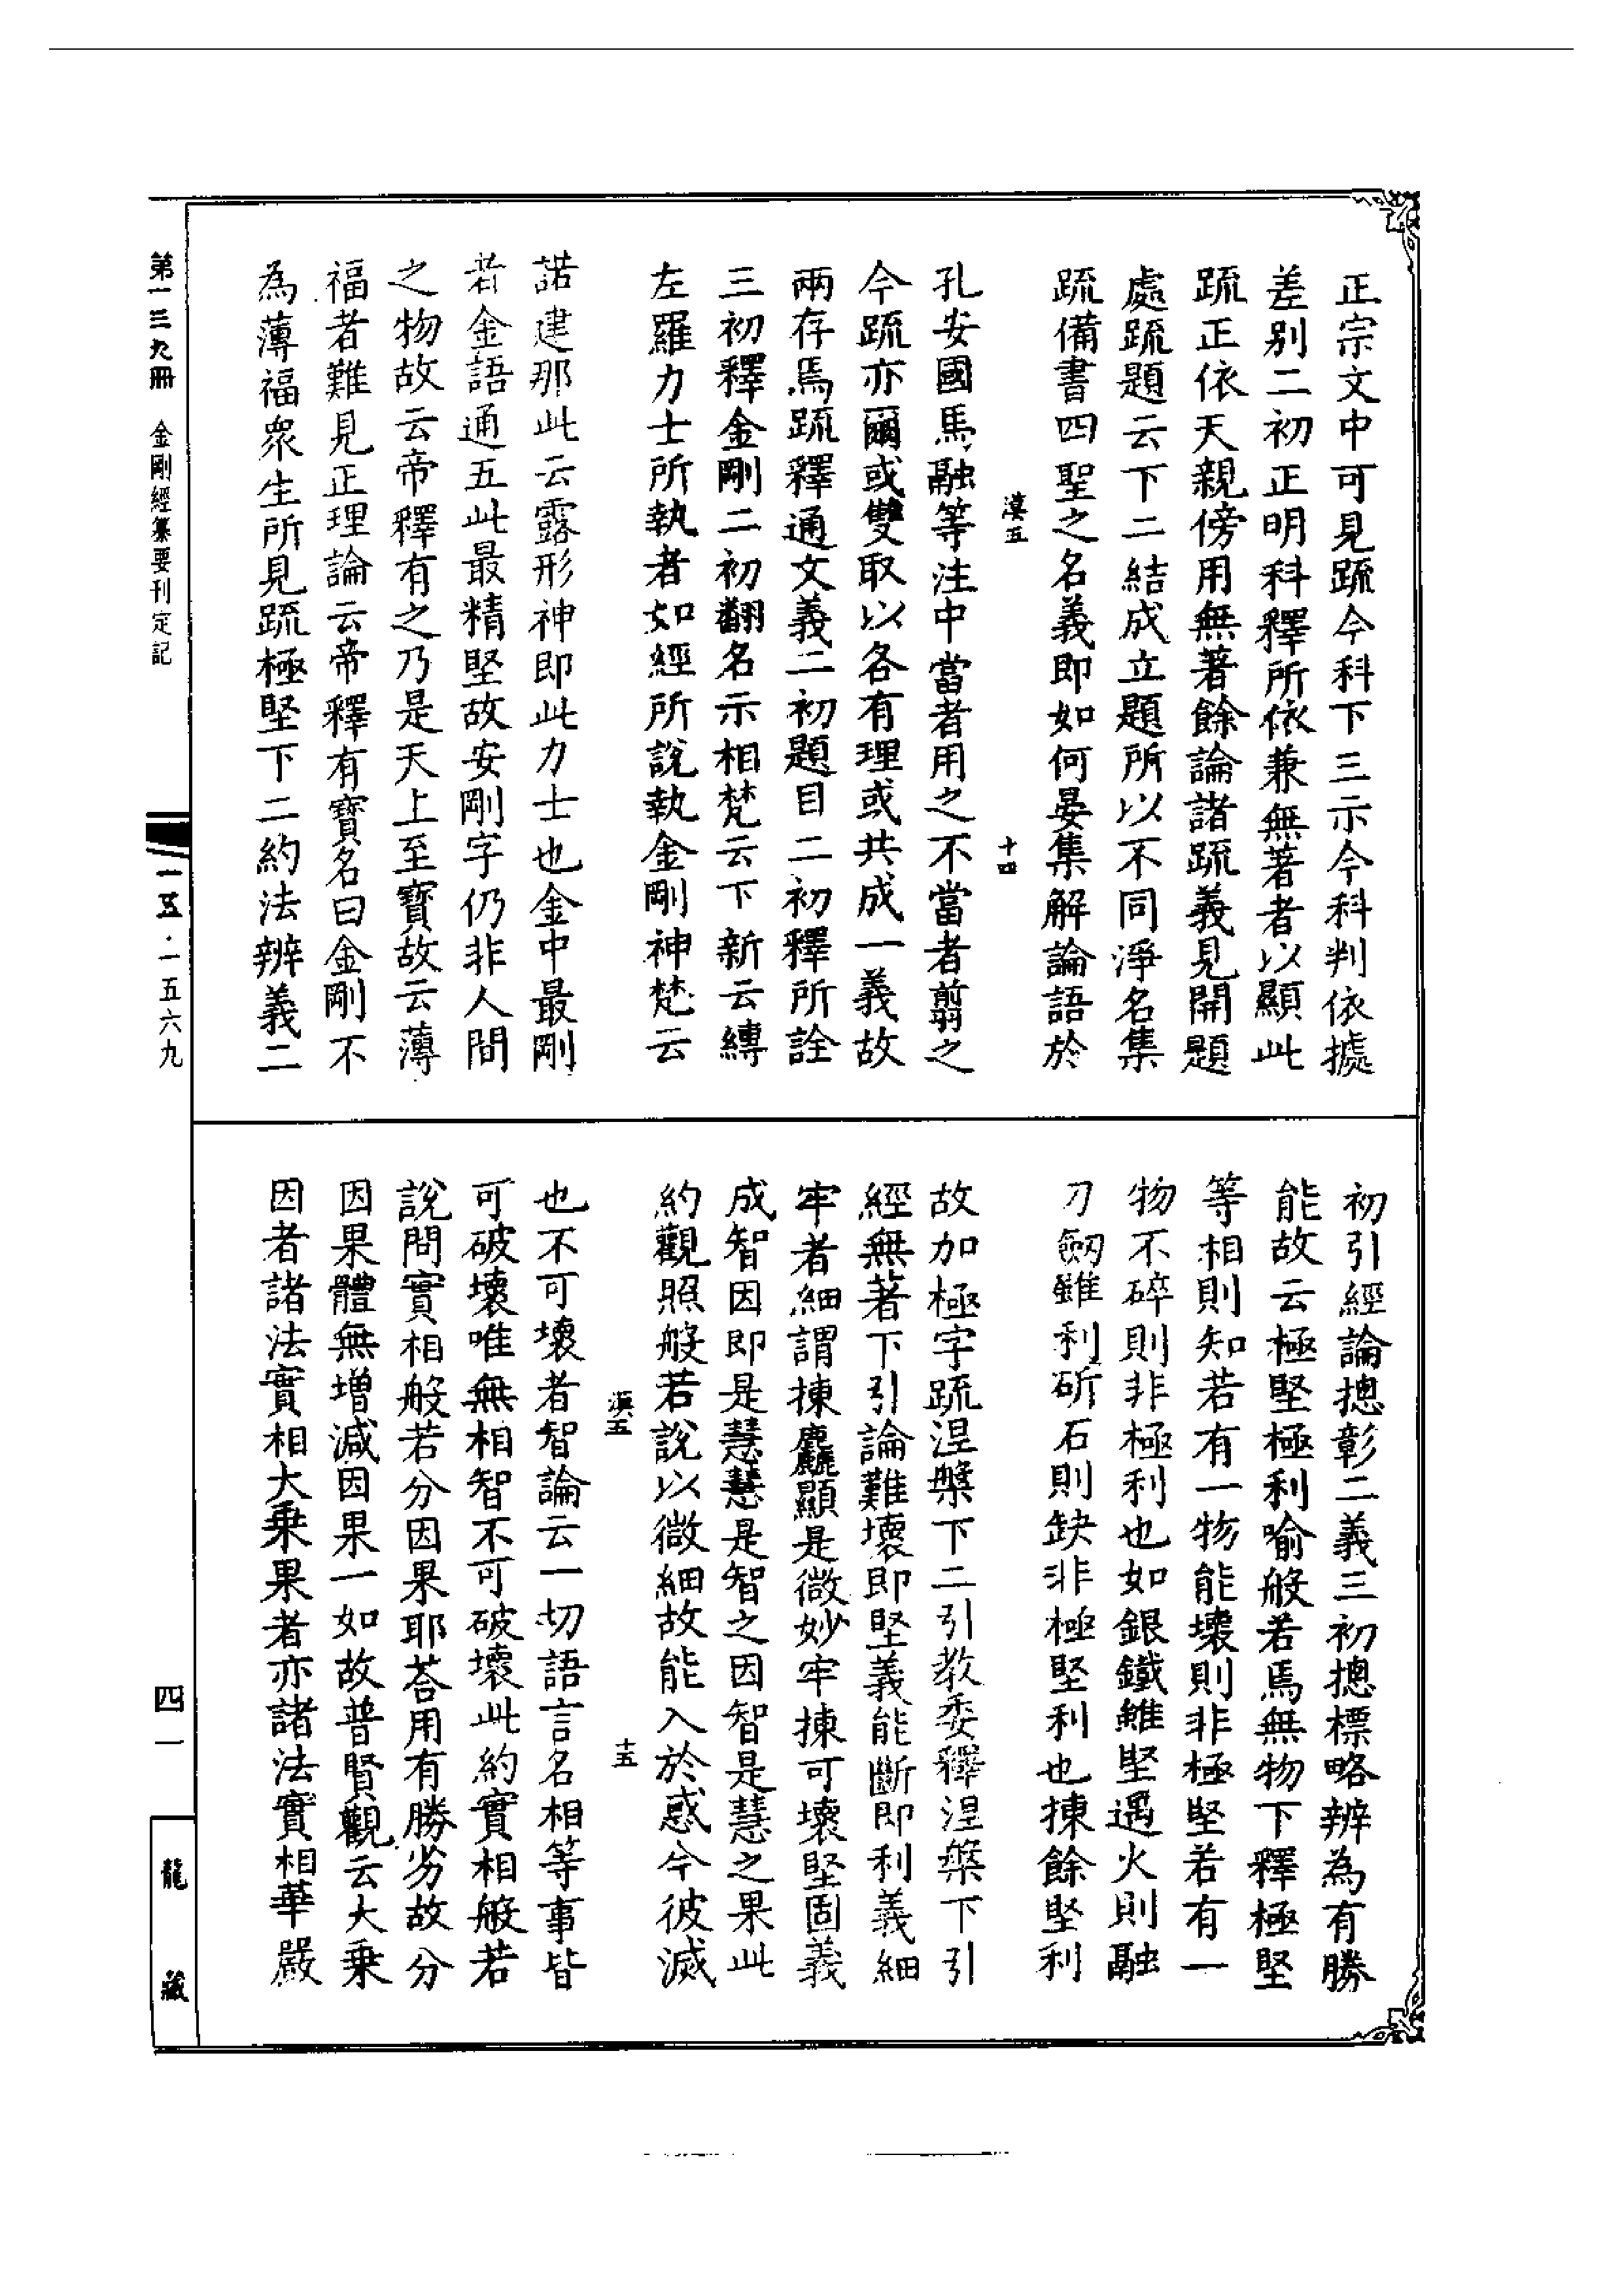 正宗文中可見疏今科下三示今科判依據
差别二初正明科釋所依兼無著者以顯此
疏正依天親傍用無著餘論諸疏義見開題
處疏題云下二結成立題所以不同淨名集
疏備書四聖之名義即如何晏集解論語於
漠五
十四
孔安國馬融等注中當者用之不當者翦之
今疏亦爾或雙取以各有理或共成一義故
兩存焉疏釋通文義二初題目二初釋所詮
三初釋金剛二初翻名示相梵云下新云縛
左羅力士所執者如經所說執金剛神梵云
諾建那此云露形神即此力士也金中最剛
者金語通五此最精堅故安剛字仍非人間
之物故云帝釋有之乃是天上至寶故云薄
福者難見正理論云帝釋有寶名曰金剛不
為薄福衆生所見疏極堅下二約法辨義二
初引經論摠彰二義三初摠標略辨為有勝
能故云極堅極利喻般若焉無物下釋極堅
等相則知若有一物能壞則非極堅若有一
物不碎則非極利也如銀鐵雖堅遇火則融
刀劒雖利斫石則缺非極堅利也揀餘堅利
故加極字疏涅槃下二引教委釋涅槃下引
經無著下引論難壞即堅義能斷即利義細
牢者細謂揀麤顯是微妙牢揀可壞堅固義
成智因即是慧慧是智之因智是慧之果此
約觀照般若說以微細故能入於惑令彼滅
漠五
十五
也不可壞者智論云一切語言名相等事皆
可破壞唯無相智不可破壞此約實相般若
說問實相般若分因果耶荅用有勝劣故分
因果體無增減因果一如故普賢觀云大乗
因者諸法實相大乗果者亦諸法實相華嚴
第一三九冊　金剛經纂要刊定記
一五·一五六九
四一
龍藏